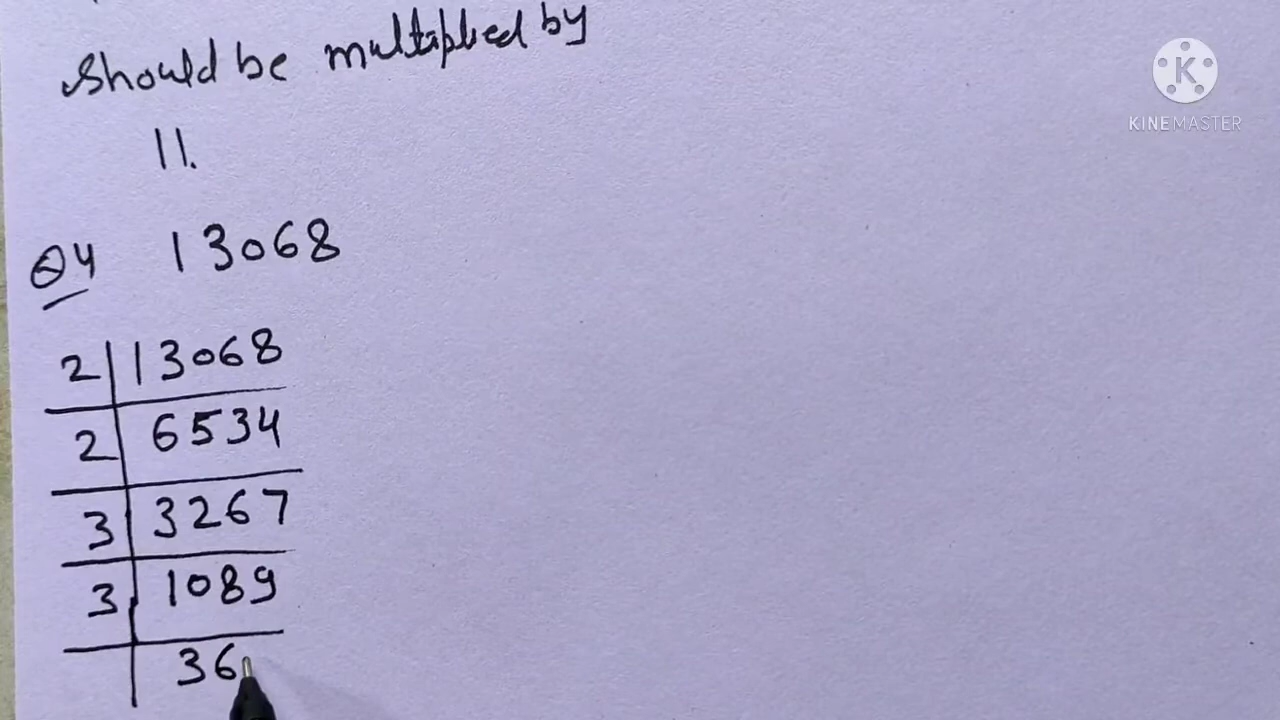 should be multiplied by
K
KINEMASTER
11.
Q4 13068
2 13068
2 6534
3 3267
3 1089
36